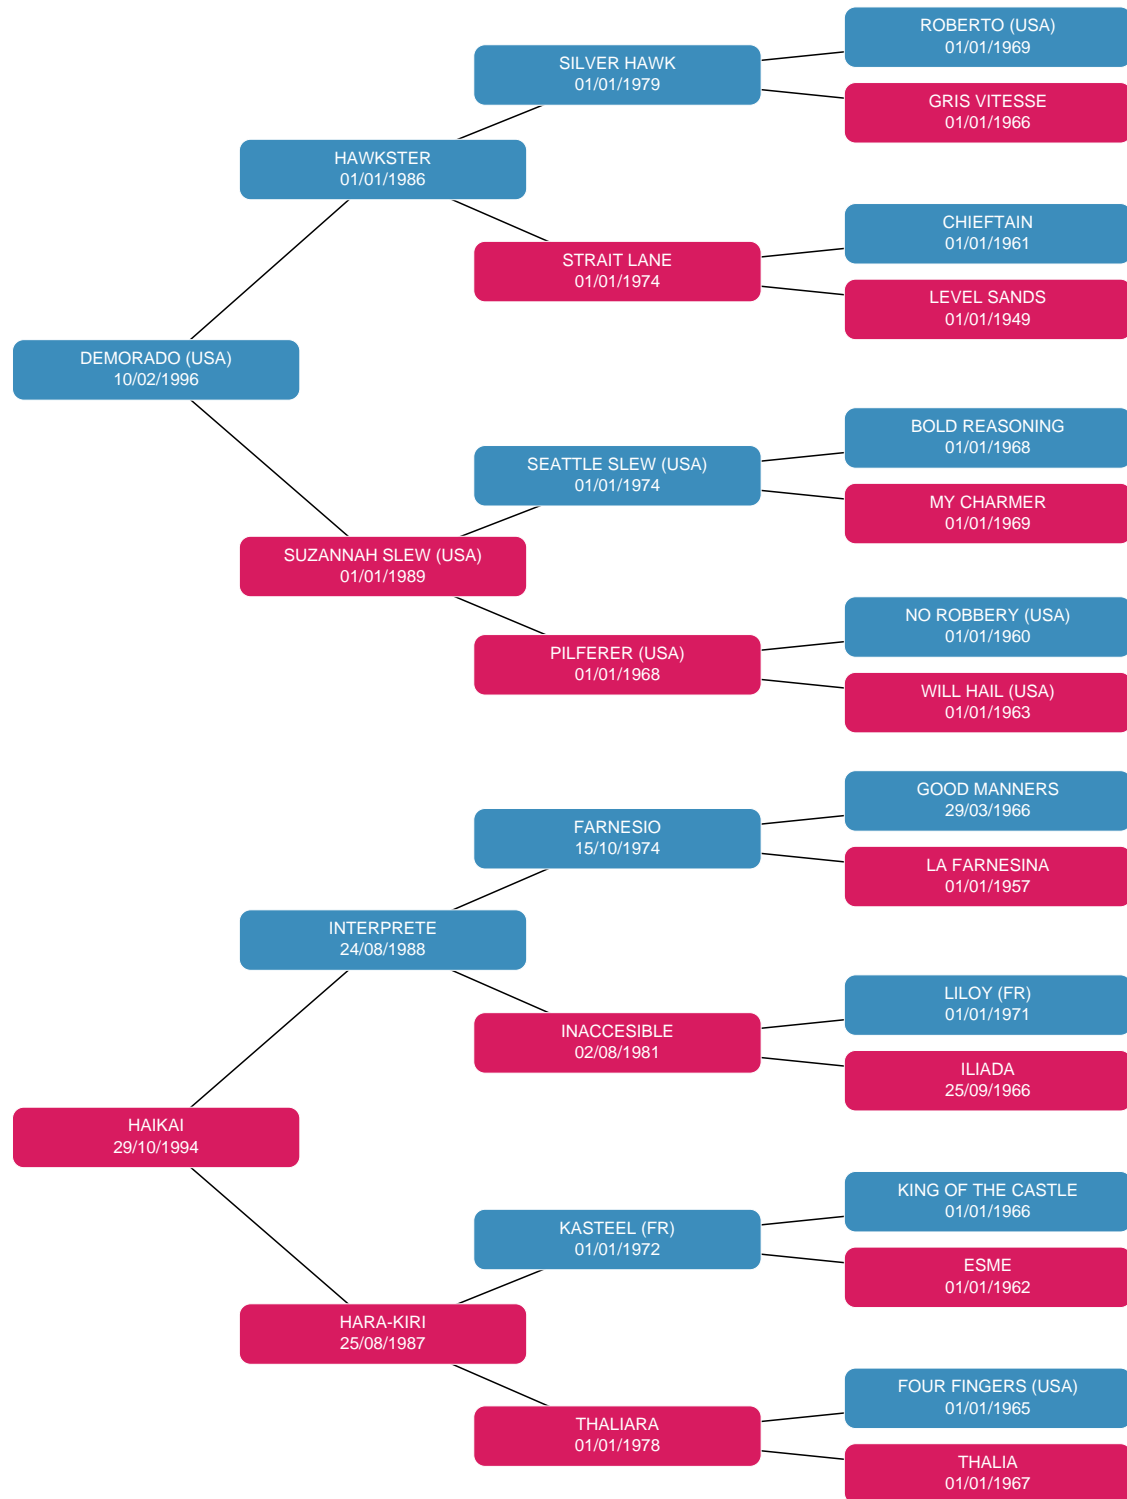 ROBERTO (USA)
01/01/1969
SILVER HAWK
01/01/1979
GRIS VITESSE
01/01/1966
HAWKSTER
01/01/1986
CHIEFTAIN
01/01/1961
STRAIT LANE
01/01/1974
LEVEL SANDS
01/01/1949
DEMORADO (USA)
10/02/1996
BOLD REASONING
01/01/1968
SEATTLE SLEW (USA)
01/01/1974
MY CHARMER
01/01/1969
SUZANNAH SLEW (USA)
01/01/1989
NO ROBBERY (USA)
01/01/1960
PILFERER (USA)
01/01/1968
WILL HAIL (USA)
01/01/1963
GOOD MANNERS
29/03/1966
FARNESIO
15/10/1974
LA FARNESINA
01/01/1957
INTERPRETE
24/08/1988
LILOY (FR)
01/01/1971
INACCESIBLE
02/08/1981
ILIADA
25/09/1966
HAIKAI
29/10/1994
KING OF THE CASTLE
01/01/1966
KASTEEL (FR)
01/01/1972
ESME
01/01/1962
HARA-KIRI
25/08/1987
FOUR FINGERS (USA)
01/01/1965
THALIARA
01/01/1978
THALIA
01/01/1967